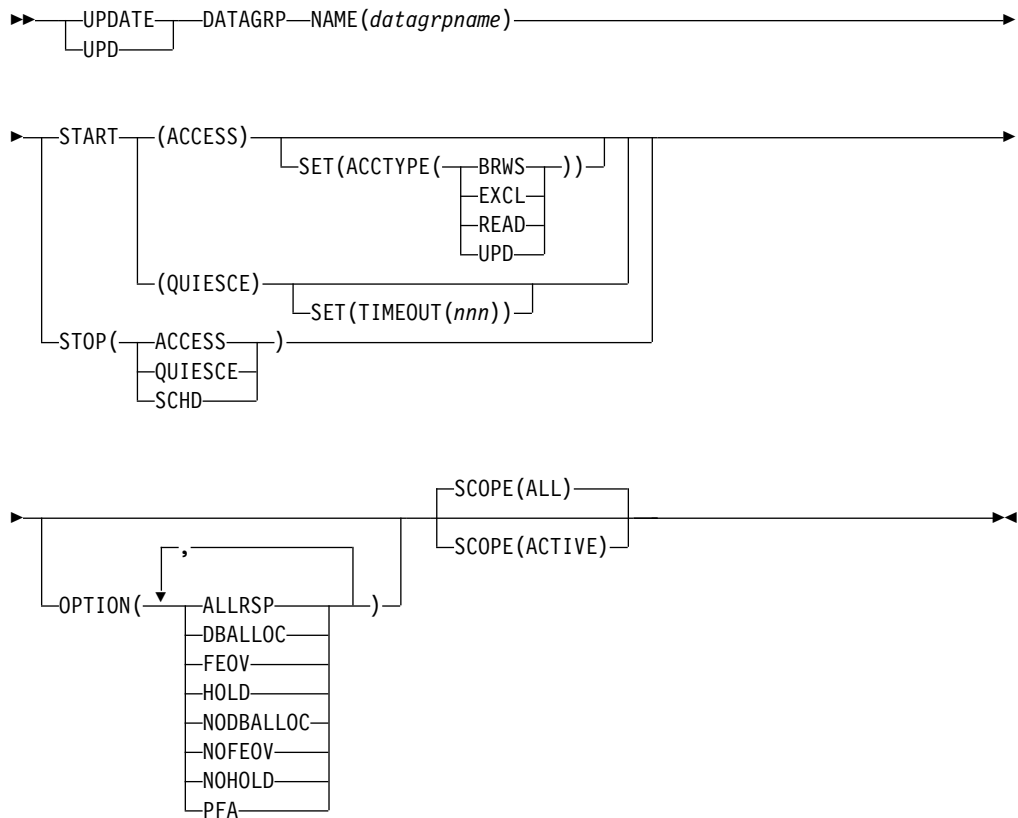 UPDATE DATAGRP NAME(datagrpname)
UPD
START (ACCESS)
SET(ACCTYPE( BRWS ))
EXCL
READ
UPD
(QUIESCE)
SET(TIMEOUT(nnn))
STOP( ACCESS )
QUIESCE
SCHD
SCOPE(ALL)
SCOPE(ACTIVE)
,
OPTION( ALLRSP )
DBALLOC
FEOV
HOLD
NODBALLOC
NOFEOV
NOHOLD
PFA